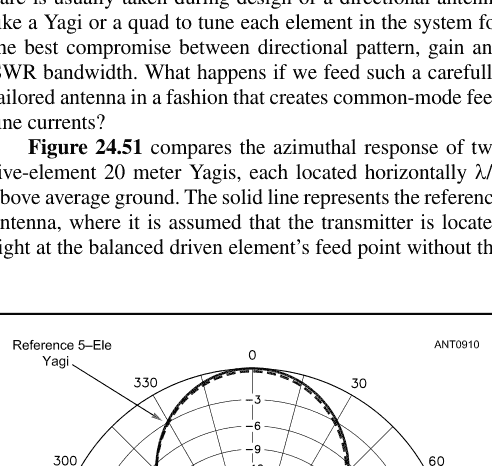 are is usually taken during design of a directional antenn
ike a Yagi or a quad to tune each element in the system fo
he best compromise between directional pattern, gain an
SWR bandwidth. What happens if we feed such a carefull
ailored antenna in a fashion that creates common-mode fee
ine currents?
Figure 24.51 compares the azimuthal response of tw
ive-element 20 meter Yagis, each located horizontally λ/
above average ground. The solid line represents the referenc
antenna, where it is assumed that the transmitter is locate
ight at the balanced driven element's feed point without th
Reference 5–Ele
Yagi
ANT0910
0
330
30
−3
−6
300
−9
60